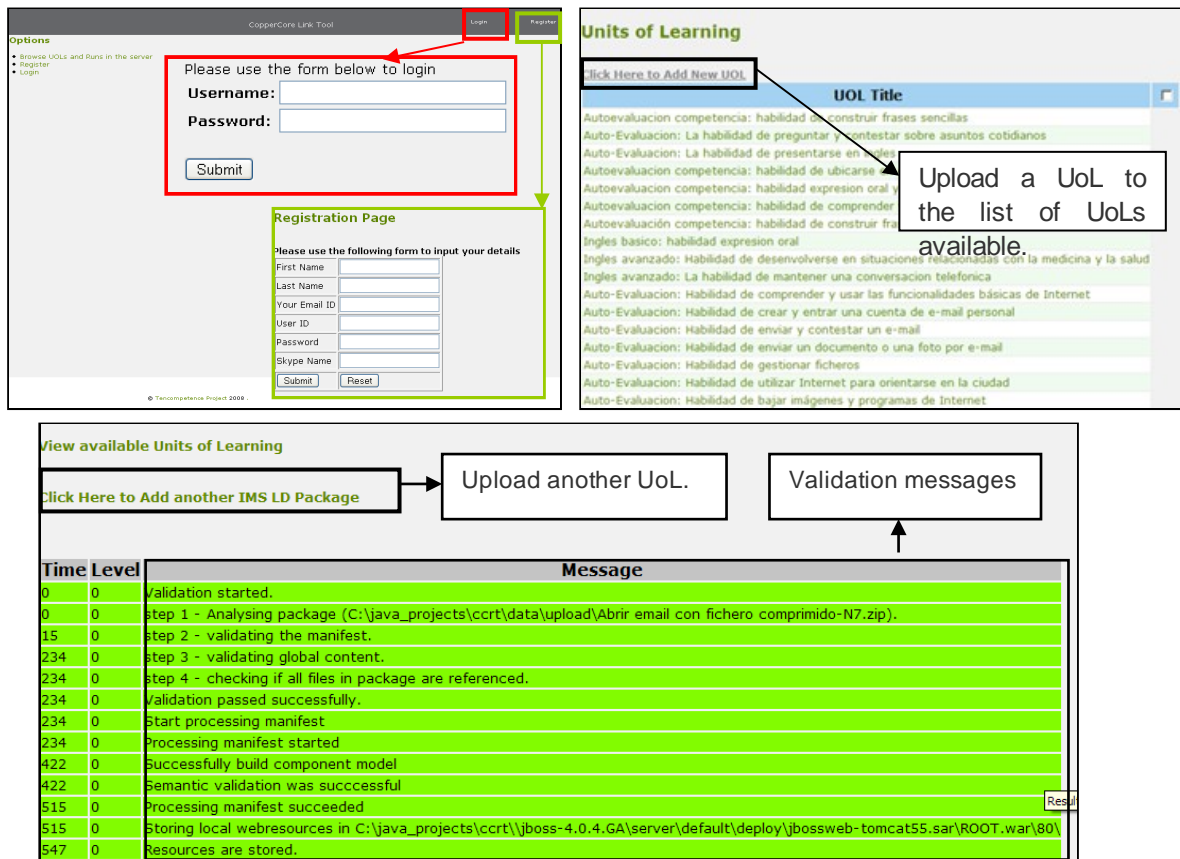 CopperCore Link Tool
Login
Register
Options
Browse UOLs and Runs in the server
Register
Login
Please use the form below to login
Username:
Password:
Submit
Registration Page
Please use the following form to input your details
First Name
Last Name
Your Email ID
User ID
Password
Skype Name
Submit Reset
© Tencompetence Project 2008 .
Units of Learning
Click Here to Add New UOL
UOL Title
Autoevaluacion competencia: habilidad de construir frases sencillas
Auto-Evaluacion: La habilidad de preguntar y contestar sobre asuntos cotidianos
Auto-Evaluacion: La habilidad de presentarse en ingles
Autoevaluacion competencia: habilidad de ubicarse
Autoevaluacion competencia: habilidad expresion oral y
Autoevaluacion competencia: habilidad de comprender
Autoevaluación competencia: habilidad de construir
Ingles basico: habilidad expresion oral
Ingles avanzado: Habilidad de desenvolverse en situaciones relacionadas con la medicina y la salud
Ingles avanzado: La habilidad de mantener una conversacion telefonica
Auto-Evaluacion: Habilidad de comprender y usar las funcionalidades básicas de Internet
Auto-Evaluacion: Habilidad de crear y entrar una cuenta de e-mail personal
Auto-Evaluacion: Habilidad de enviar y contestar un e-mail
Auto-Evaluacion: Habilidad de enviar un documento o una foto por e-mail
Auto-Evaluacion: Habilidad de gestionar ficheros
Auto-Evaluacion: Habilidad de utilizar Internet para orientarse en la ciudad
Auto-Evaluacion: Habilidad de bajar imágenes y programas de Internet
Upload a UoL to
the list of UoLs
available.
View available Units of Learning
Click Here to Add another IMS LD Package
Upload another UoL.
Validation messages
Time Level Message
0 0 Validation started.
0 0 step 1 - Analysing package (C:\java_projects\ccrt\data\upload\Abrir email con fichero comprimido-N7.zip).
15 0 step 2 - validating the manifest.
234 0 step 3 - validating global content.
234 0 step 4 - checking if all files in package are referenced.
234 0 Validation passed successfully.
234 0 Start processing manifest
234 0 Processing manifest started
422 0 Successfully build component model
422 0 Semantic validation was succcessful
515 0 Processing manifest succeeded
515 0 Storing local webresources in C:\java_projects\ccrt\\jboss-4.0.4.GA\server\default\deploy\jbossweb-tomcat55.sar\ROOT.war\80\
547 0 Resources are stored.